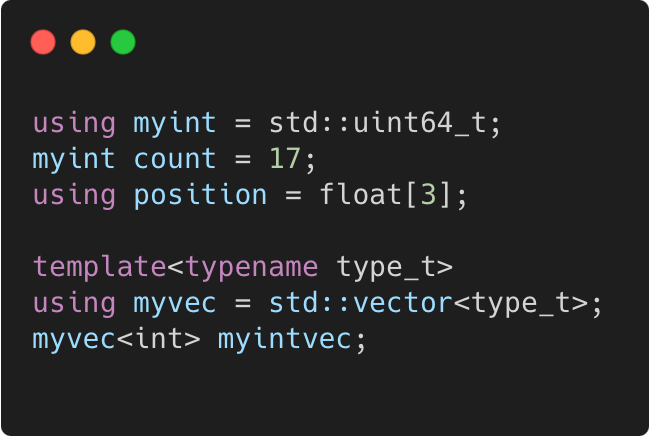 using myint = std::uint64_t;
myint count = 17;
using position = float[3];

template<typename type_t>
using myvec = std::vector<type_t>;
myvec<int> myintvec;